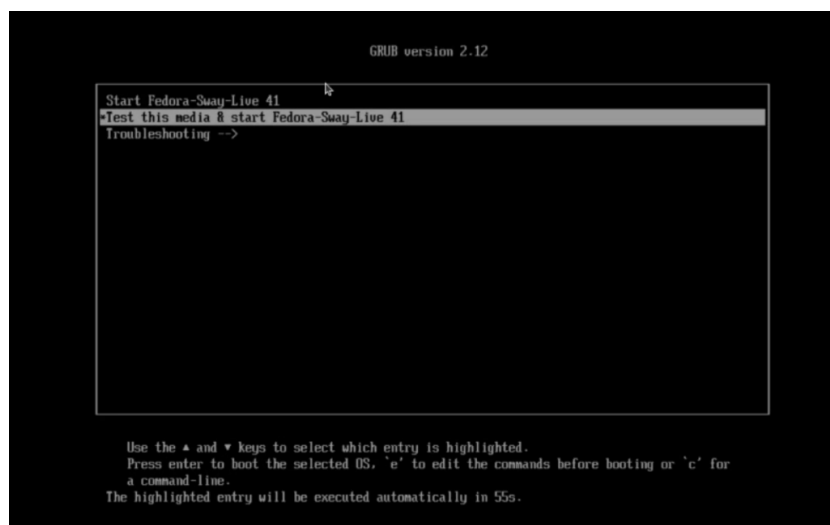 GRUB version 2.12
Start Fedora-Sway-Live 41
*Test this media & start Fedora-Sway-Live 41
Troubleshooting -->
Use the ▲ and ▼ keys to select which entry is highlighted.
Press enter to boot the selected OS, `e' to edit the commands before booting or `c' for
a command-line.
The highlighted entry will be executed automatically in 55s.